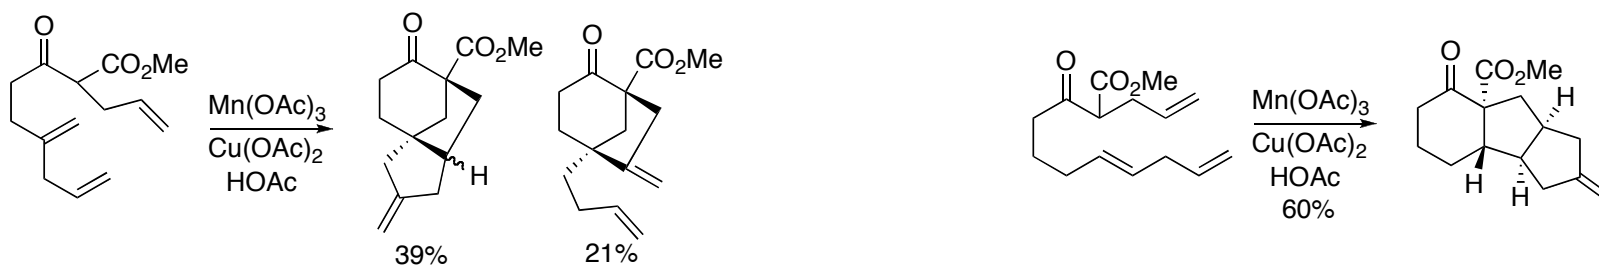 O
CO2Me
Mn(OAc)3
Cu(OAc)2
HOAc
O
CO2Me
H
39%
O
CO2Me
21%
O
CO2Me
Mn(OAc)3
Cu(OAc)2
HOAc
60%
O
CO2Me
H
H
H